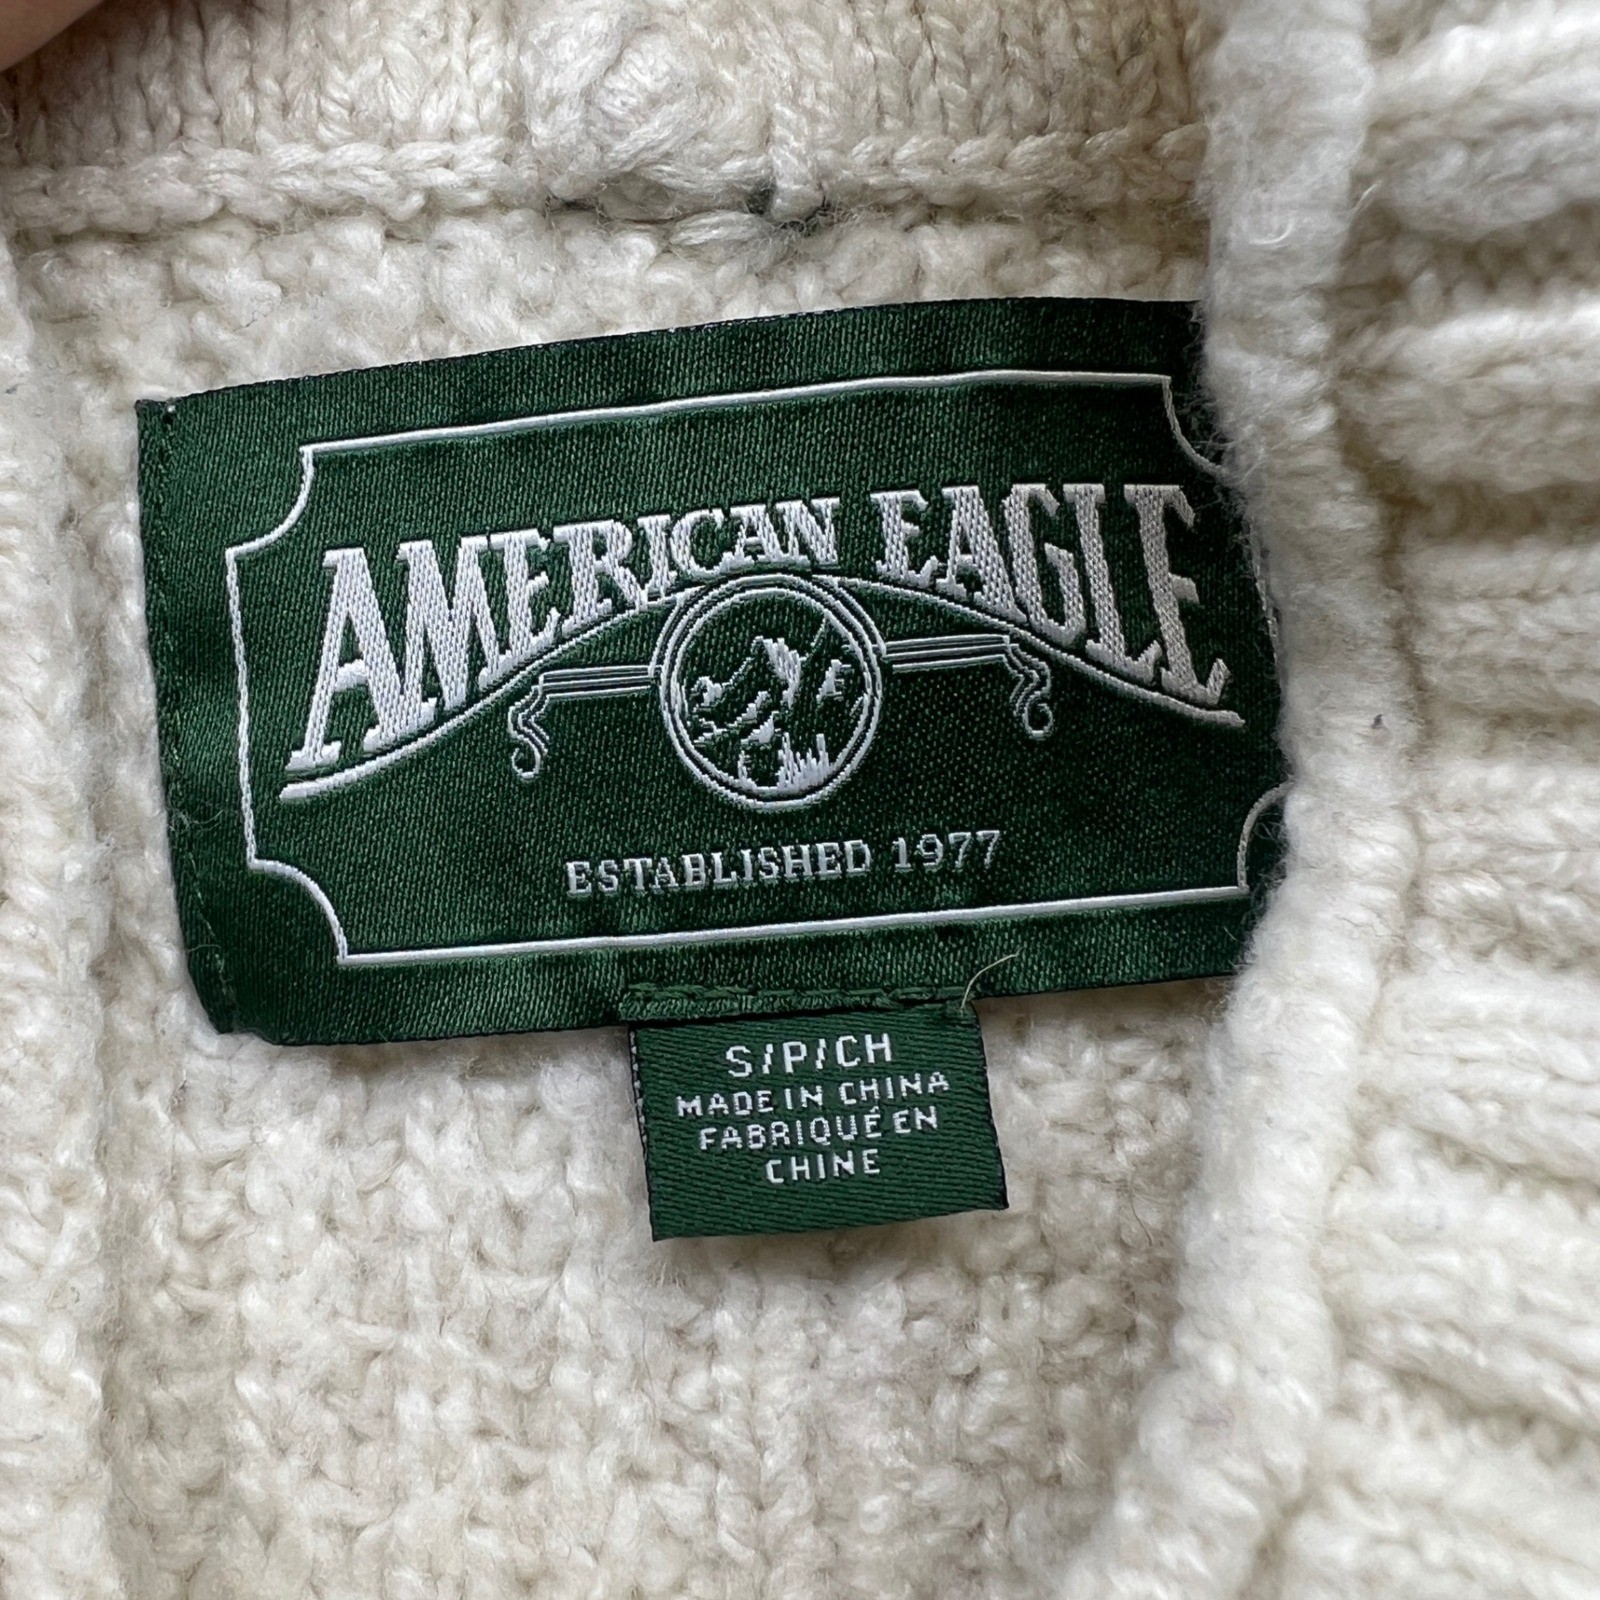 AMERICAN EAGLE
ESTABLISHED 1977
S/P/CH
MADE IN CHINA
FABRIQUÉ EN
CHINE